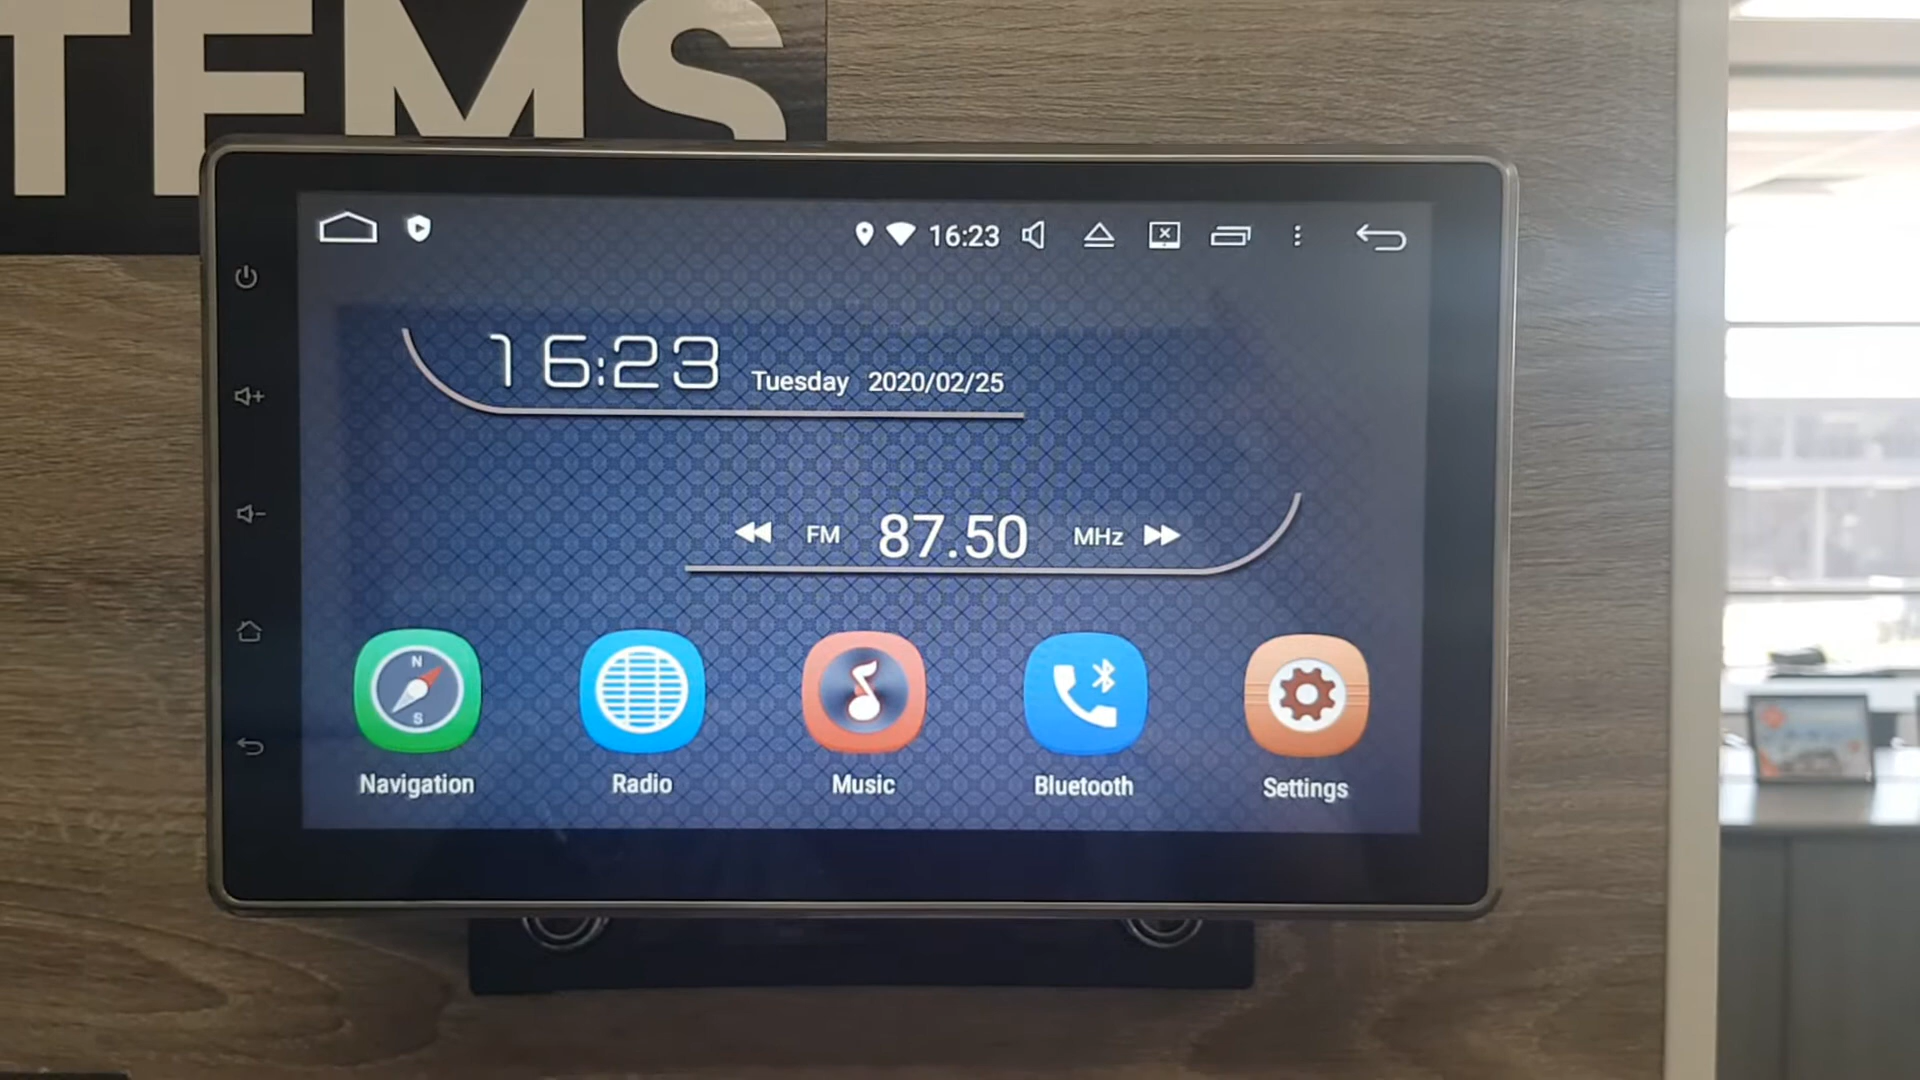 TEMS
16:23
16:23 Tuesday 2020/02/25
FM 87.50 MHz
N
S
Navigation Radio Music Bluetooth Settings